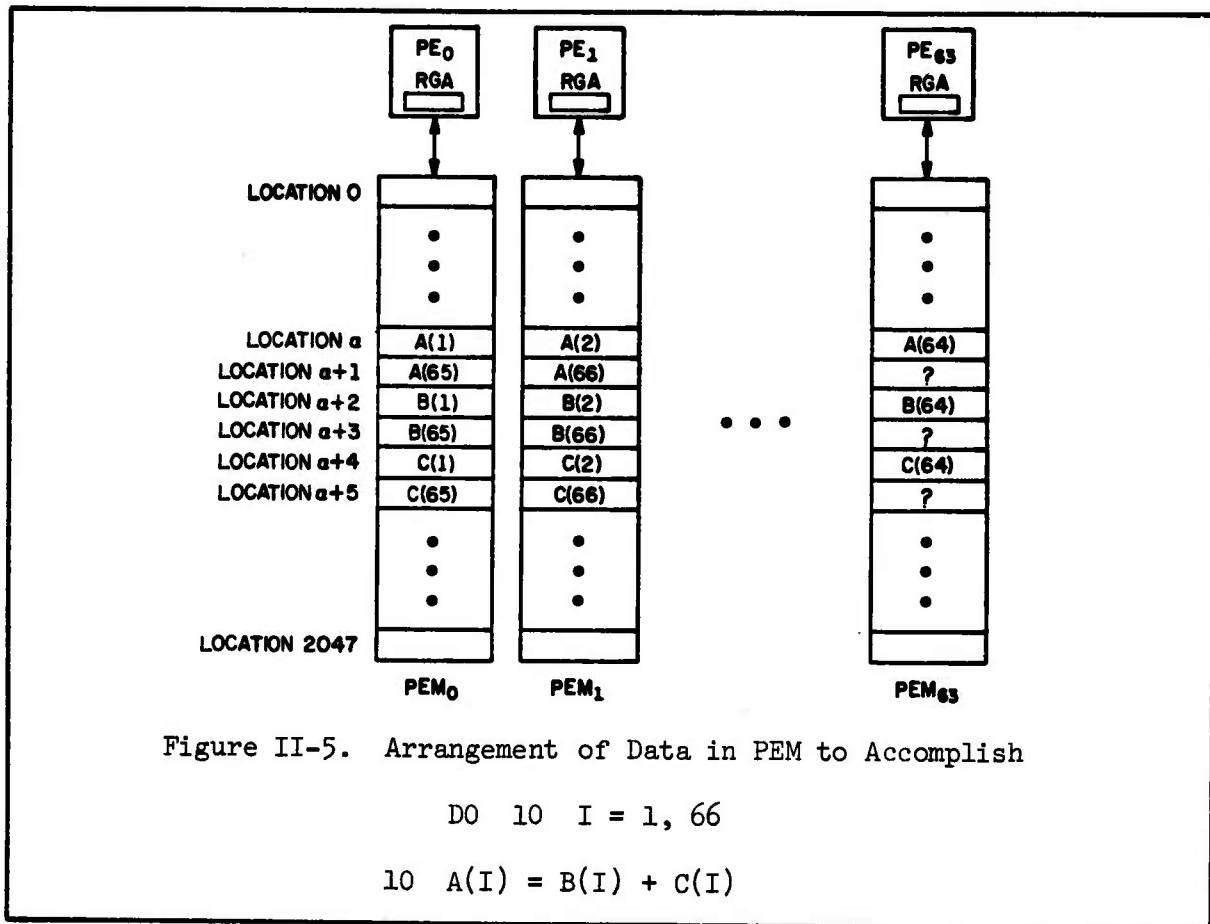 PE0 PE1 PE63
RGA RGA RGA
LOCATION 0
LOCATION α A(1) A(2) A(64)
LOCATION α+1 A(65) A(66) ?
LOCATION α+2 B(1) B(2) B(64)
LOCATION α+3 B(65) B(66) ?
LOCATION α+4 C(1) C(2) C(64)
LOCATION α+5 C(65) C(66) ?
LOCATION 2047
PEM0 PEM1 PEM63
Figure II-5. Arrangement of Data in PEM to Accomplish
DO 10 I = 1, 66
10 A(I) = B(I) + C(I)